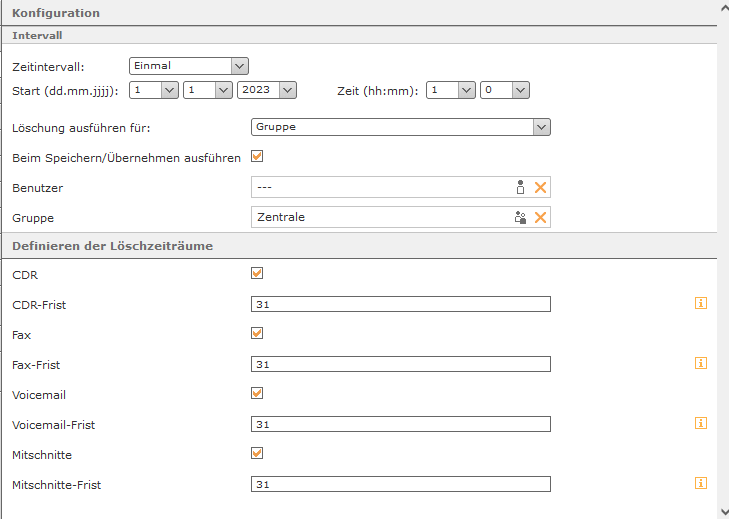 Konfiguration
Intervall
Zeitintervall: Einmal
Start (dd.mm.jjjj): 1 1 2023 Zeit (hh:mm): 1 0
Löschung ausführen für: Gruppe
Beim Speichern/Übernehmen ausführen
Benutzer ---
Gruppe Zentrale
Definieren der Löschzeiträume
CDR
CDR-Frist 31
Fax
Fax-Frist 31
Voicemail
Voicemail-Frist 31
Mitschnitte
Mitschnitte-Frist 31